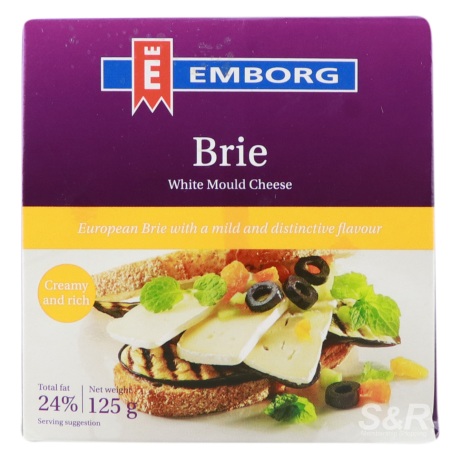 E EMBORG
Brie
White Mould Cheese
European Brie with a mild and distinctive flavour
Creamy
and rich
Total fat
24%
Net weight
125 g
Serving suggestion
S&R.